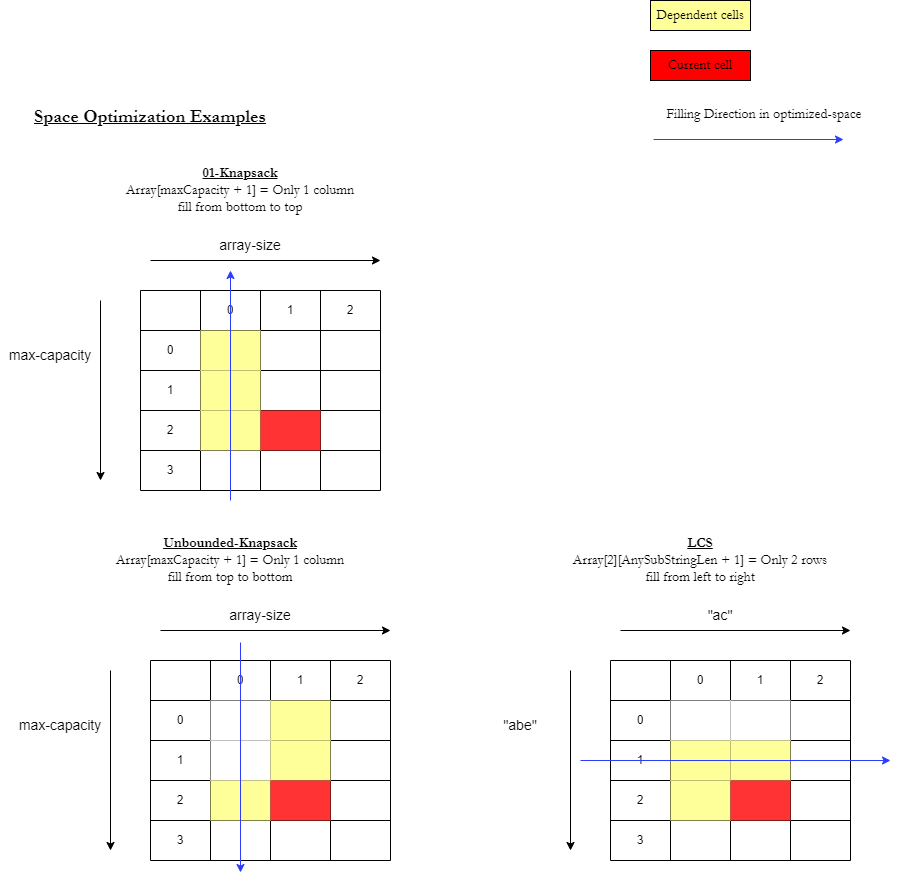 Dependent cells
Current cell
Space Optimization Examples
Filling Direction in optimized-space
01-Knapsack
Array[maxCapacity + 1] = Only 1 column
fill from bottom to top
array-size
max-capacity
0 1 2
0
1
2
3
Unbounded-Knapsack
Array[maxCapacity + 1] = Only 1 column
fill from top to bottom
array-size
max-capacity
0 1 2
0
1
2
3
LCS
Array[2][AnySubStringLen + 1] = Only 2 rows
fill from left to right
"ac"
"abe"
0 1 2
0
1
2
3